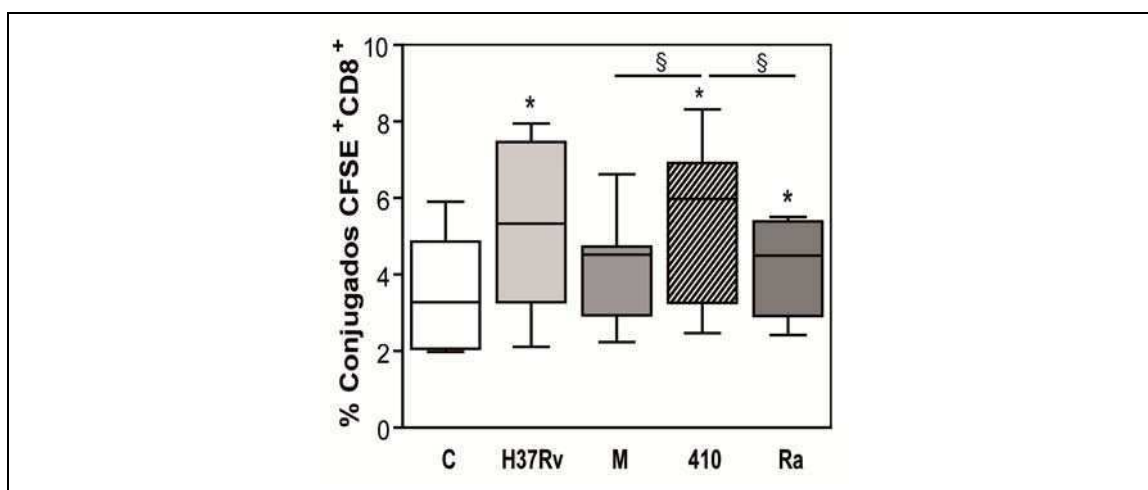 % Conjugados CFSE⁺CD8⁺
10
8
6
4
2
0
§ §
* * *
C H37Rv M 410 Ra